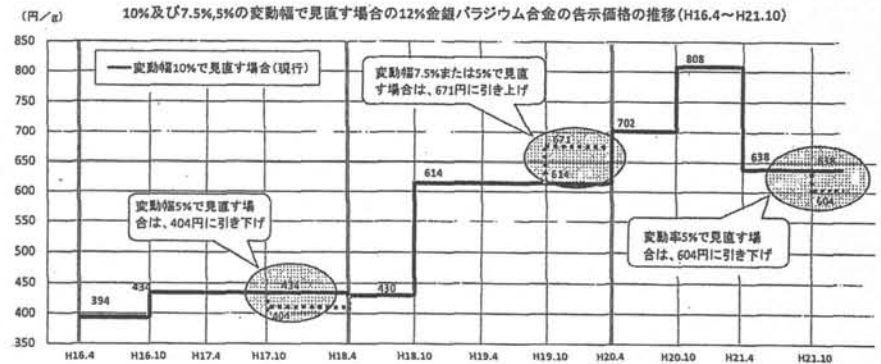 10%及び7.5%,5%の変動幅で見直す場合の12%金銀パラジウム合金の告示価格の推移(H16.4~H21.10)
(円/g)
850
800
750
700
650
600
550
500
450
400
350
変動幅10%で見直す場合(現行)
変動幅7.5%または5%で見直
す場合は、671円に引き上げ
変動幅5%で見直す場
合は、404円に引き下げ
変動率5%で見直す場
合は、604円に引き下げ
394
434
434
404
430
614
671
614
702
808
638
638
604
H16.4
H16.10
H17.4
H17.10
H18.4
H18.10
H19.4
H19.10
H20.4
H20.10
H21.4
H21.10